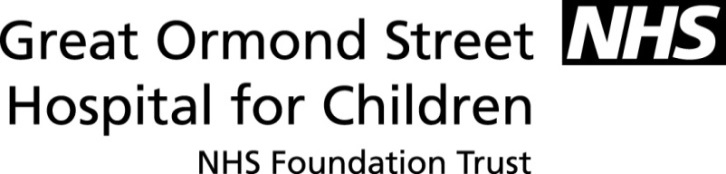 Great Ormond Street NHS
Hospital for Children
NHS Foundation Trust